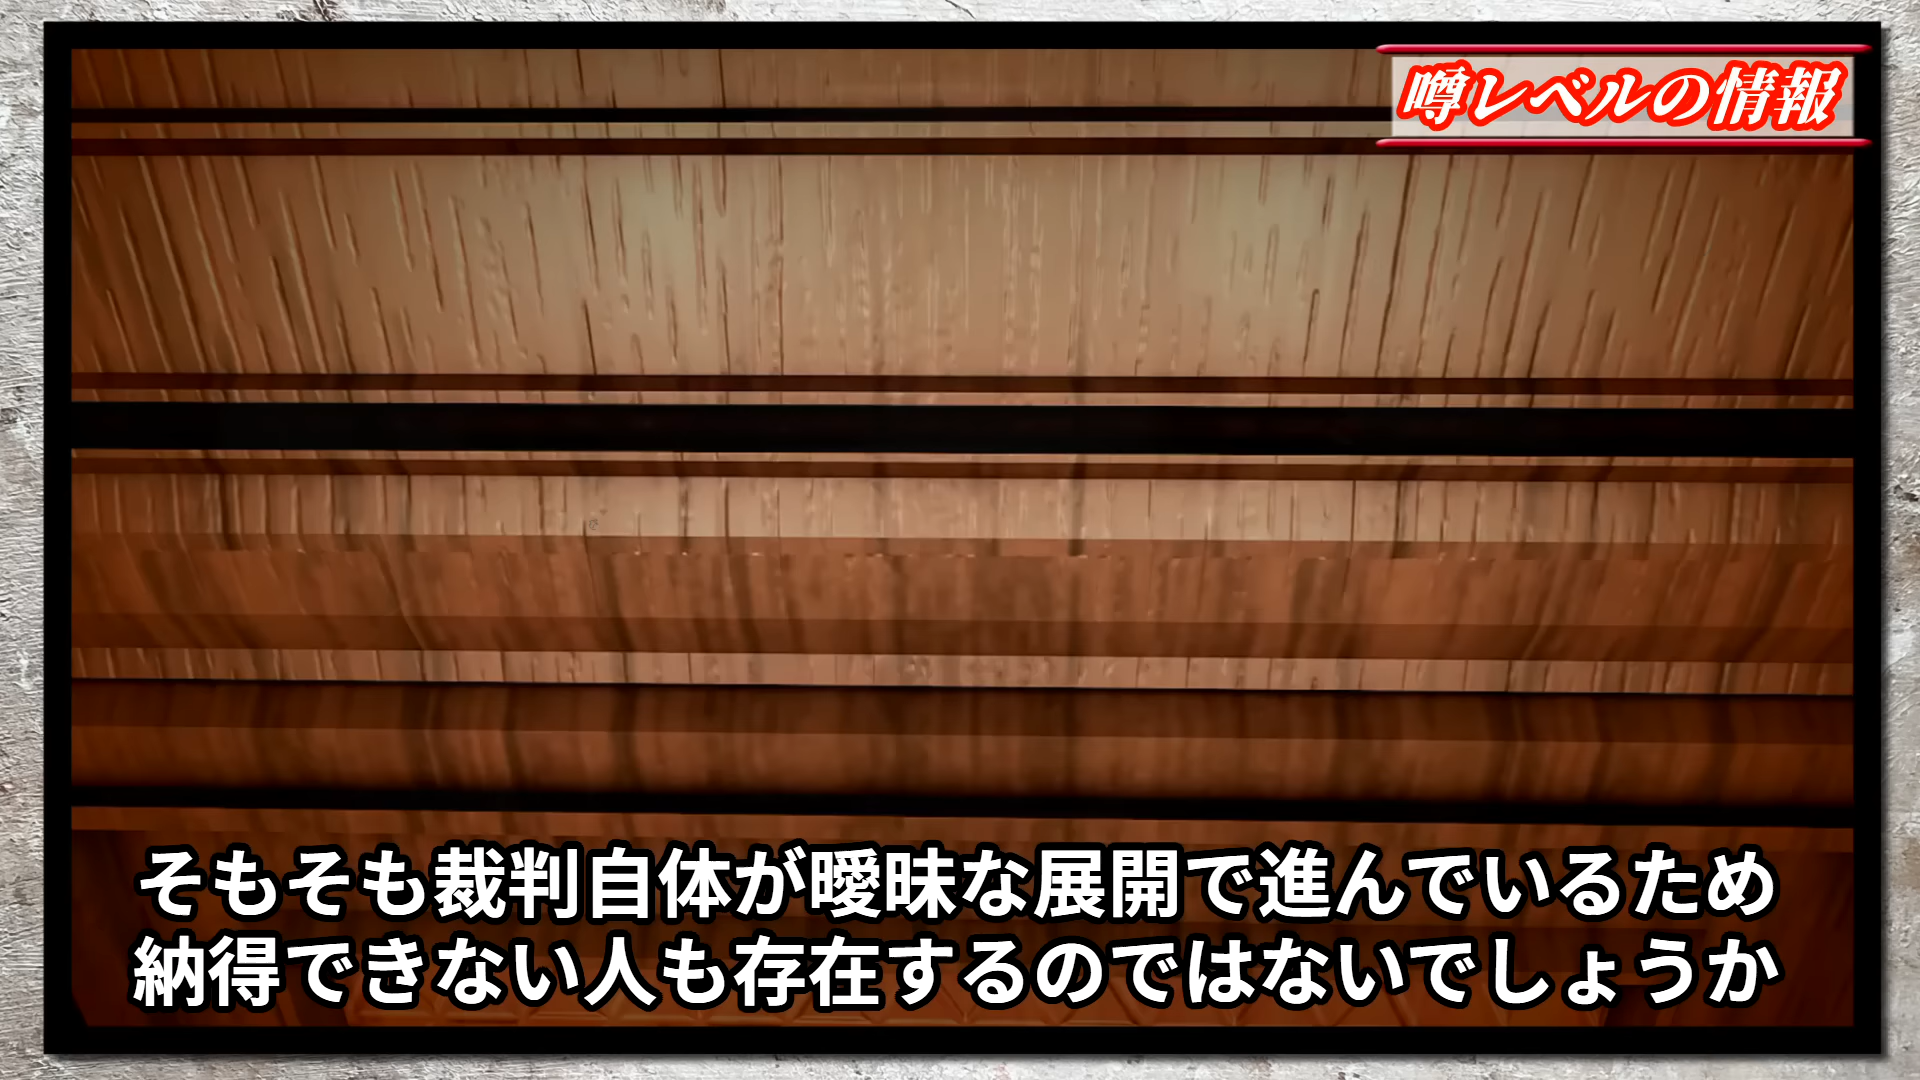 噂レベルの情報
そもそも裁判自体が曖昧な展開で進んでいるため
納得できない人も存在するのではないでしょうか